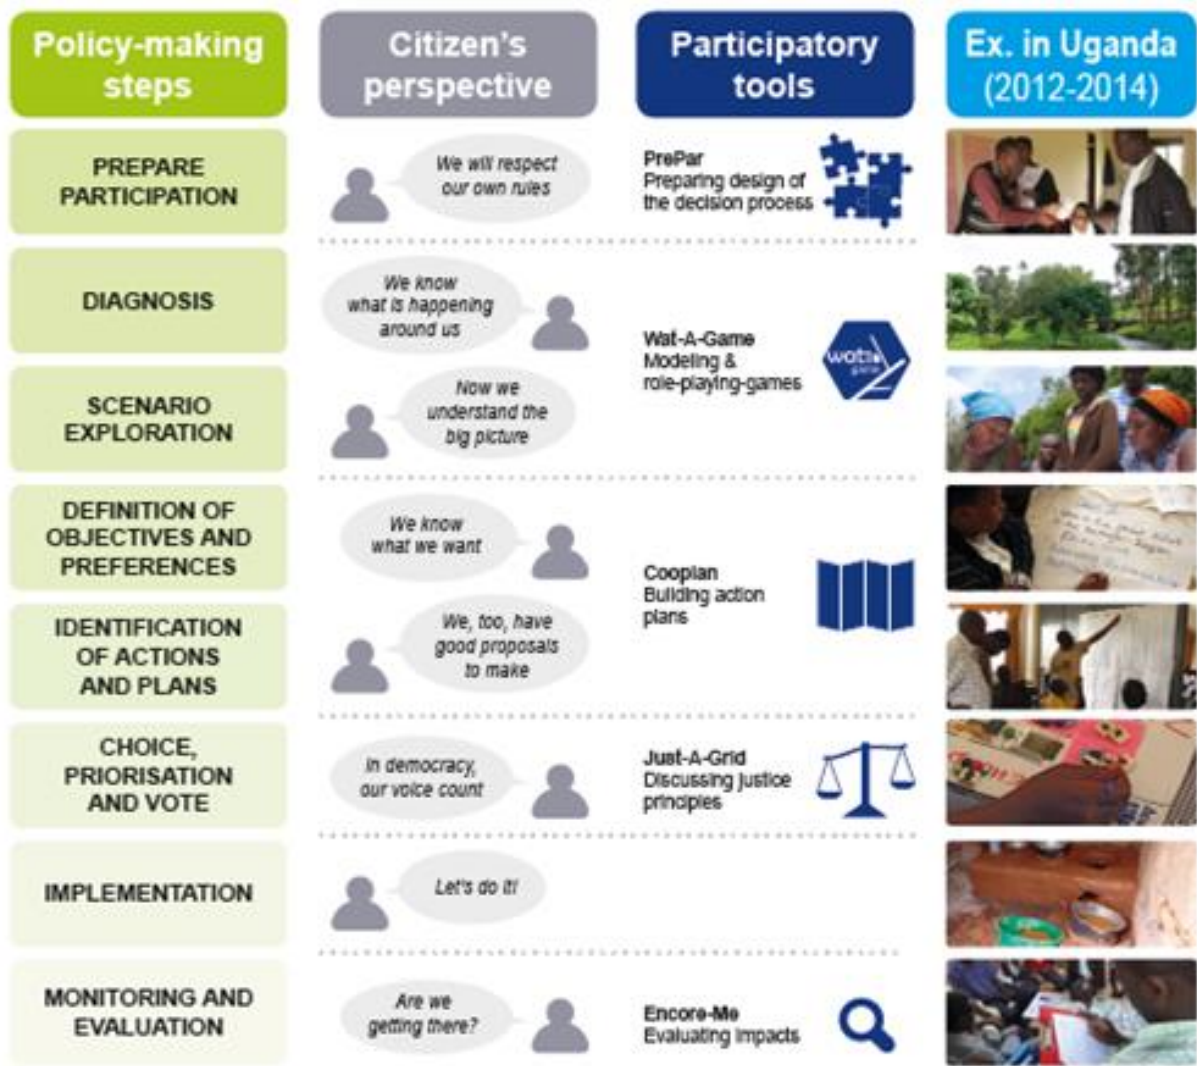 Policy-making
steps
Citizen's
perspective
Participatory
tools
Ex. in Uganda
(2012-2014)
PREPARE
PARTICIPATION
We will respect
our own rules
PrePar
Preparing design of
the decision process
DIAGNOSIS
We know
what is happening
around us
Wat-A-Game
Modeling &
role-playing-games
wat
game
SCENARIO
EXPLORATION
Now we
understand the
big picture
DEFINITION OF
OBJECTIVES AND
PREFERENCES
We know
what we want
Cooplan
Building action
plans
IDENTIFICATION
OF ACTIONS
AND PLANS
We, too, have
good proposals
to make
CHOICE,
PRIORISATION
AND VOTE
In democracy,
our voice count
Just-A-Grid
Discussing justice
principles
IMPLEMENTATION
Let's do it!
MONITORING AND
EVALUATION
Are we
getting there?
Encore-Me
Evaluating impacts